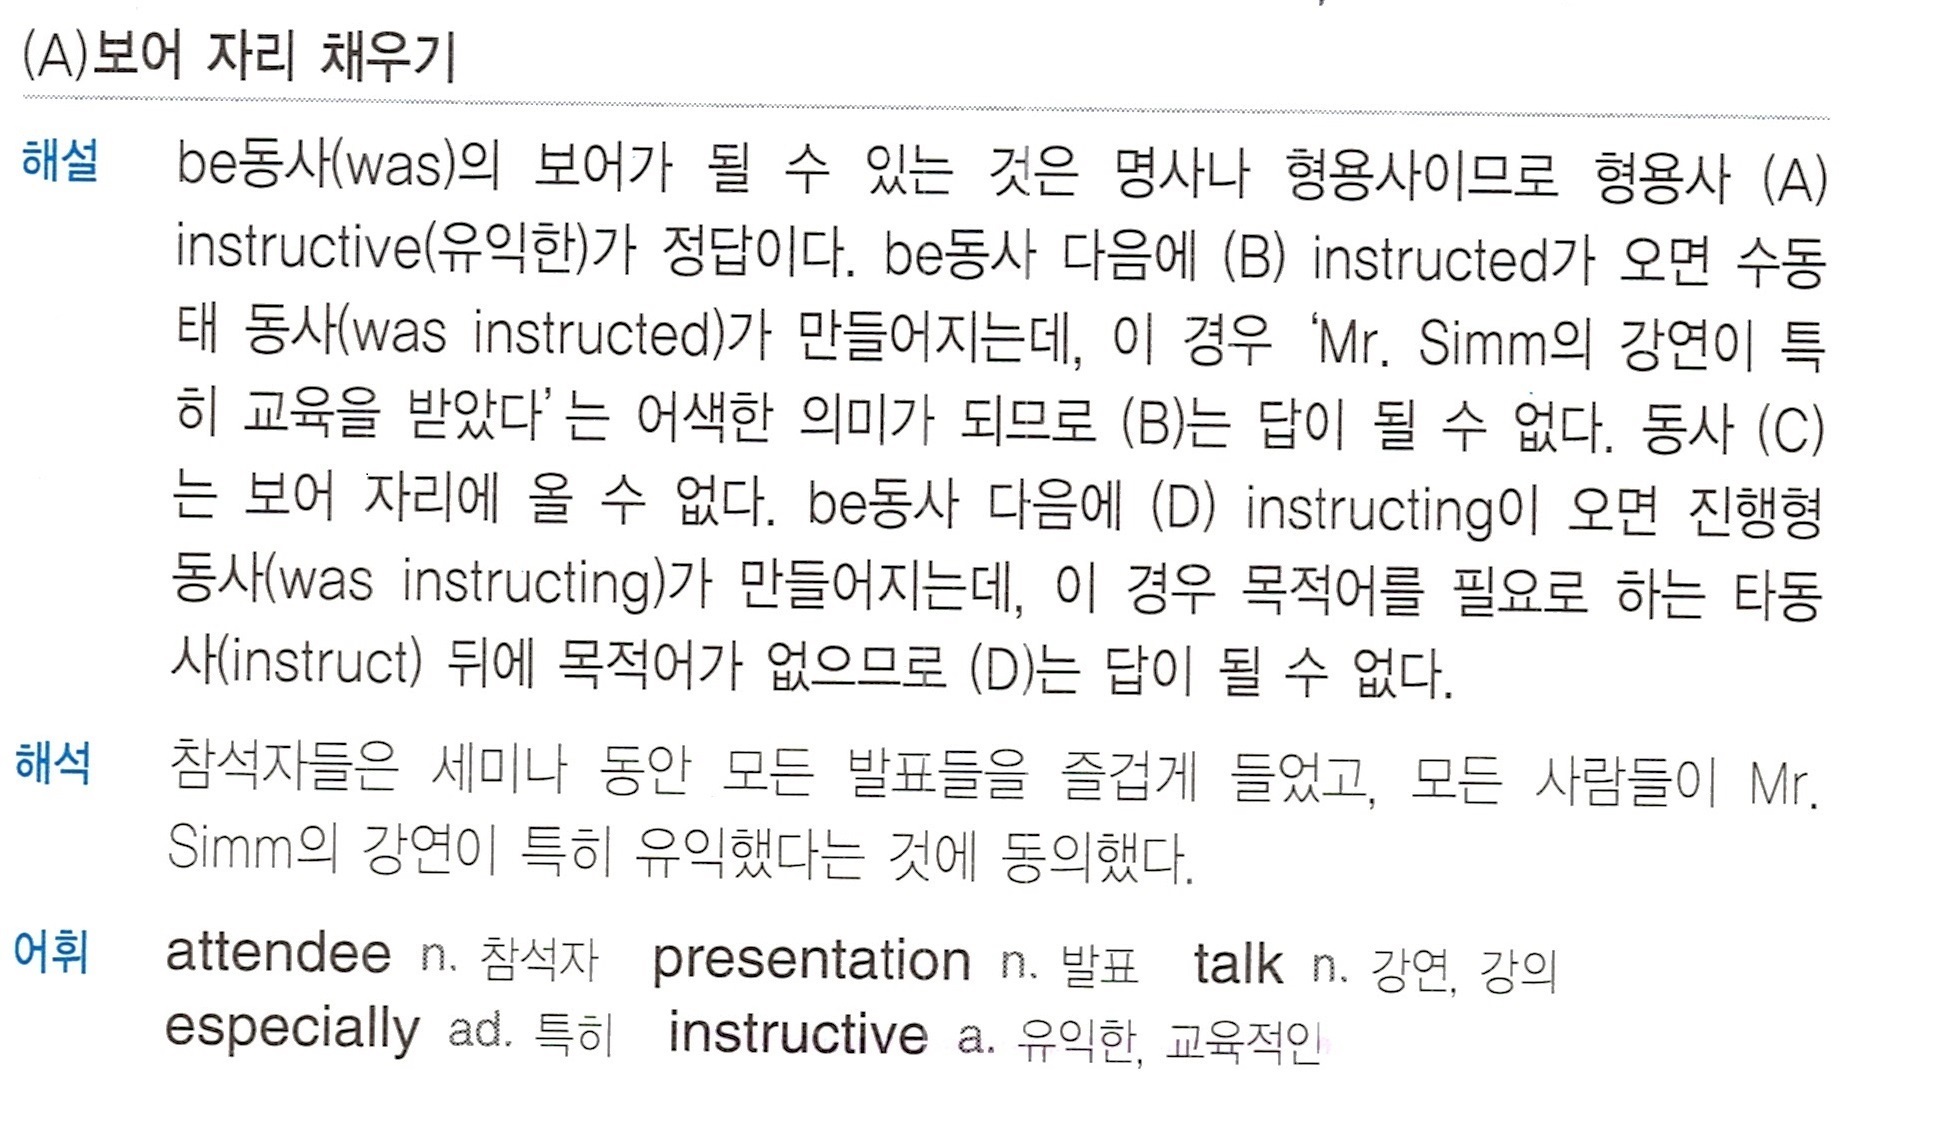 (A)보어 자리 채우기
해설 be동사(was)의 보어가 될 수 있는 것은 명사나 형용사이므로 형용사 (A)
instructive(유익한)가 정답이다. be동사 다음에 (B) instructed가 오면 수동
태 동사(was instructed)가 만들어지는데, 이 경우 ‘Mr. Simm의 강연이 특
히 교육을 받았다’는 어색한 의미가 되므로 (B)는 답이 될 수 없다. 동사 (C)
는 보어 자리에 올 수 없다. be동사 다음에 (D) instructing이 오면 진행형
동사(was instructing)가 만들어지는데, 이 경우 목적어를 필요로 하는 타동
사(instruct) 뒤에 목적어가 없으므로 (D)는 답이 될 수 없다.
해석 참석자들은 세미나 동안 모든 발표들을 즐겁게 들었고, 모든 사람들이 Mr.
Simm의 강연이 특히 유익했다는 것에 동의했다.
어휘 attendee n. 참석자 presentation n. 발표 talk n. 강연, 강의
especially ad. 특히 instructive a. 유익한, 교육적인